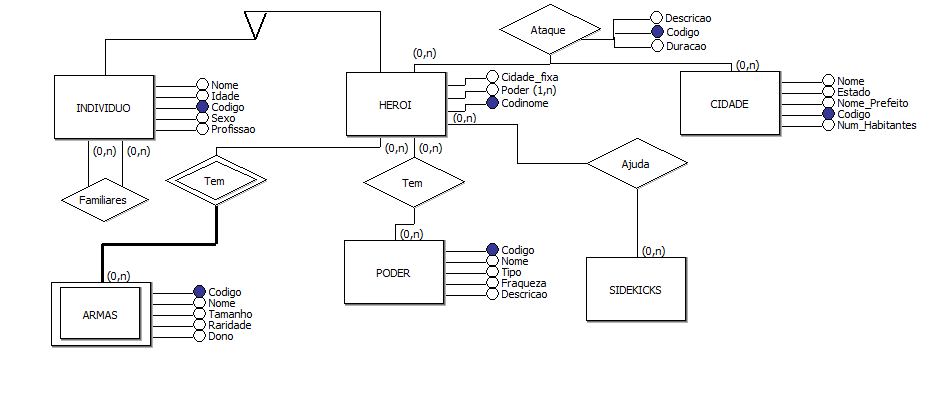 Ataque
Descricao
Codigo
Duracao
(0,n)
(0,n)
INDIVIDUO
Nome
Idade
Codigo
Sexo
Profissao
HEROI
Cidade_fixa
Poder (1,n)
Codinome
(0,n)
CIDADE
Nome
Estado
Nome_Prefeito
Codigo
Num_Habitantes
(0,n)
(0,n)
(0,n)
(0,n)
Familiares
Tem
Tem
Ajuda
(0,n)
(0,n)
(0,n)
PODER
Codigo
Nome
Tipo
Fraqueza
Descricao
SIDEKICKS
ARMAS
Codigo
Nome
Tamanho
Raridade
Dono